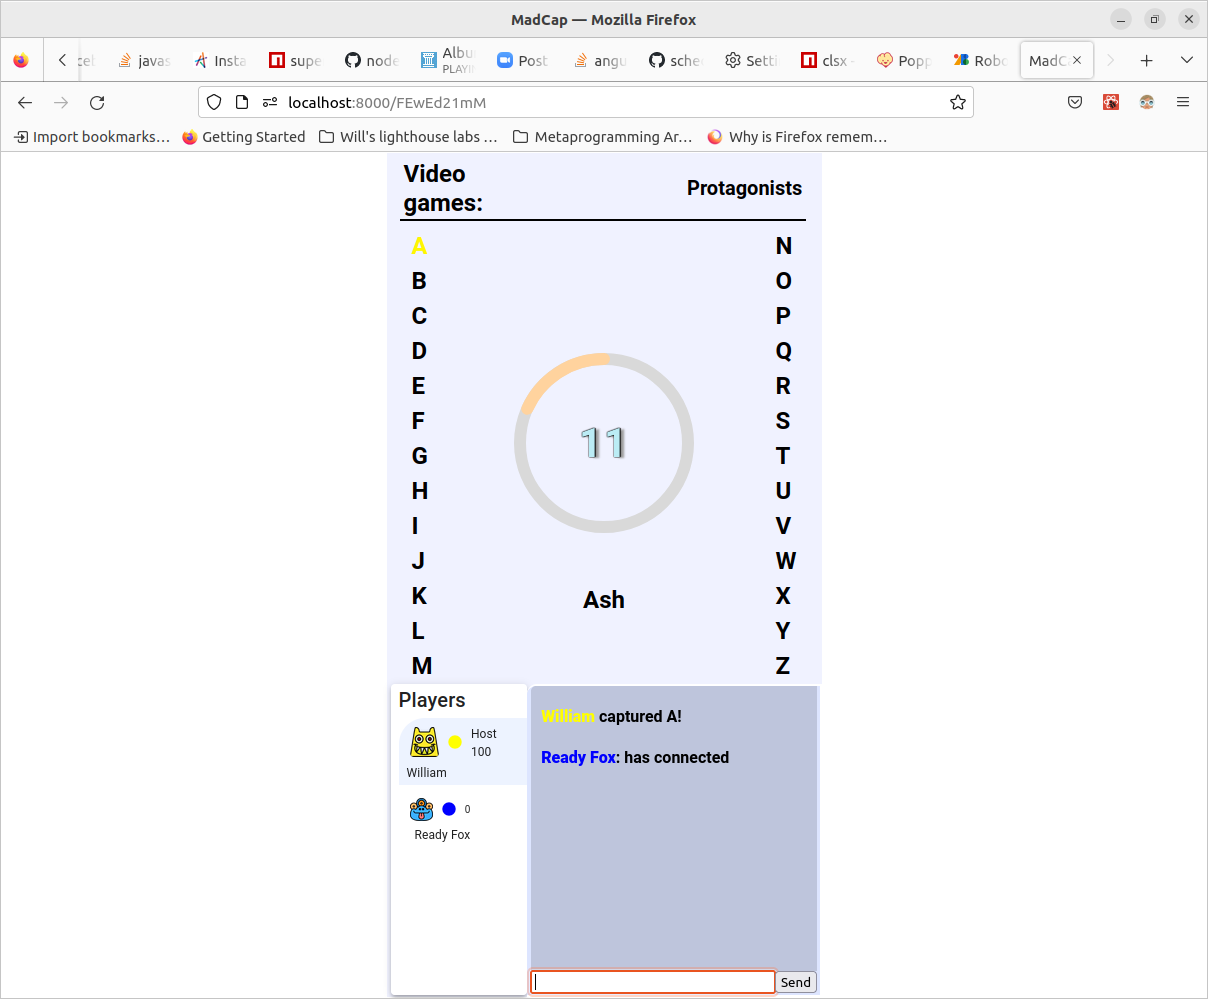 MadCap — Mozilla Firefox
javas
Insta
supe
node
Albu
PLAYI
Post
angu
sche
Setti
clsx -
Popp
Robo
MadC
localhost:8000/FEwEd21mM
Import bookmarks…
Getting Started
Will's lighthouse labs …
Metaprogramming Ar…
Why is Firefox remem…
Video
games:
Protagonists
A
B
C
D
E
F
G
H
I
J
K
L
M
N
O
P
Q
R
S
T
U
V
W
X
Y
Z
11
Ash
Players
Host
100
William
0
Ready Fox
William captured A!
Ready Fox: has connected
Send